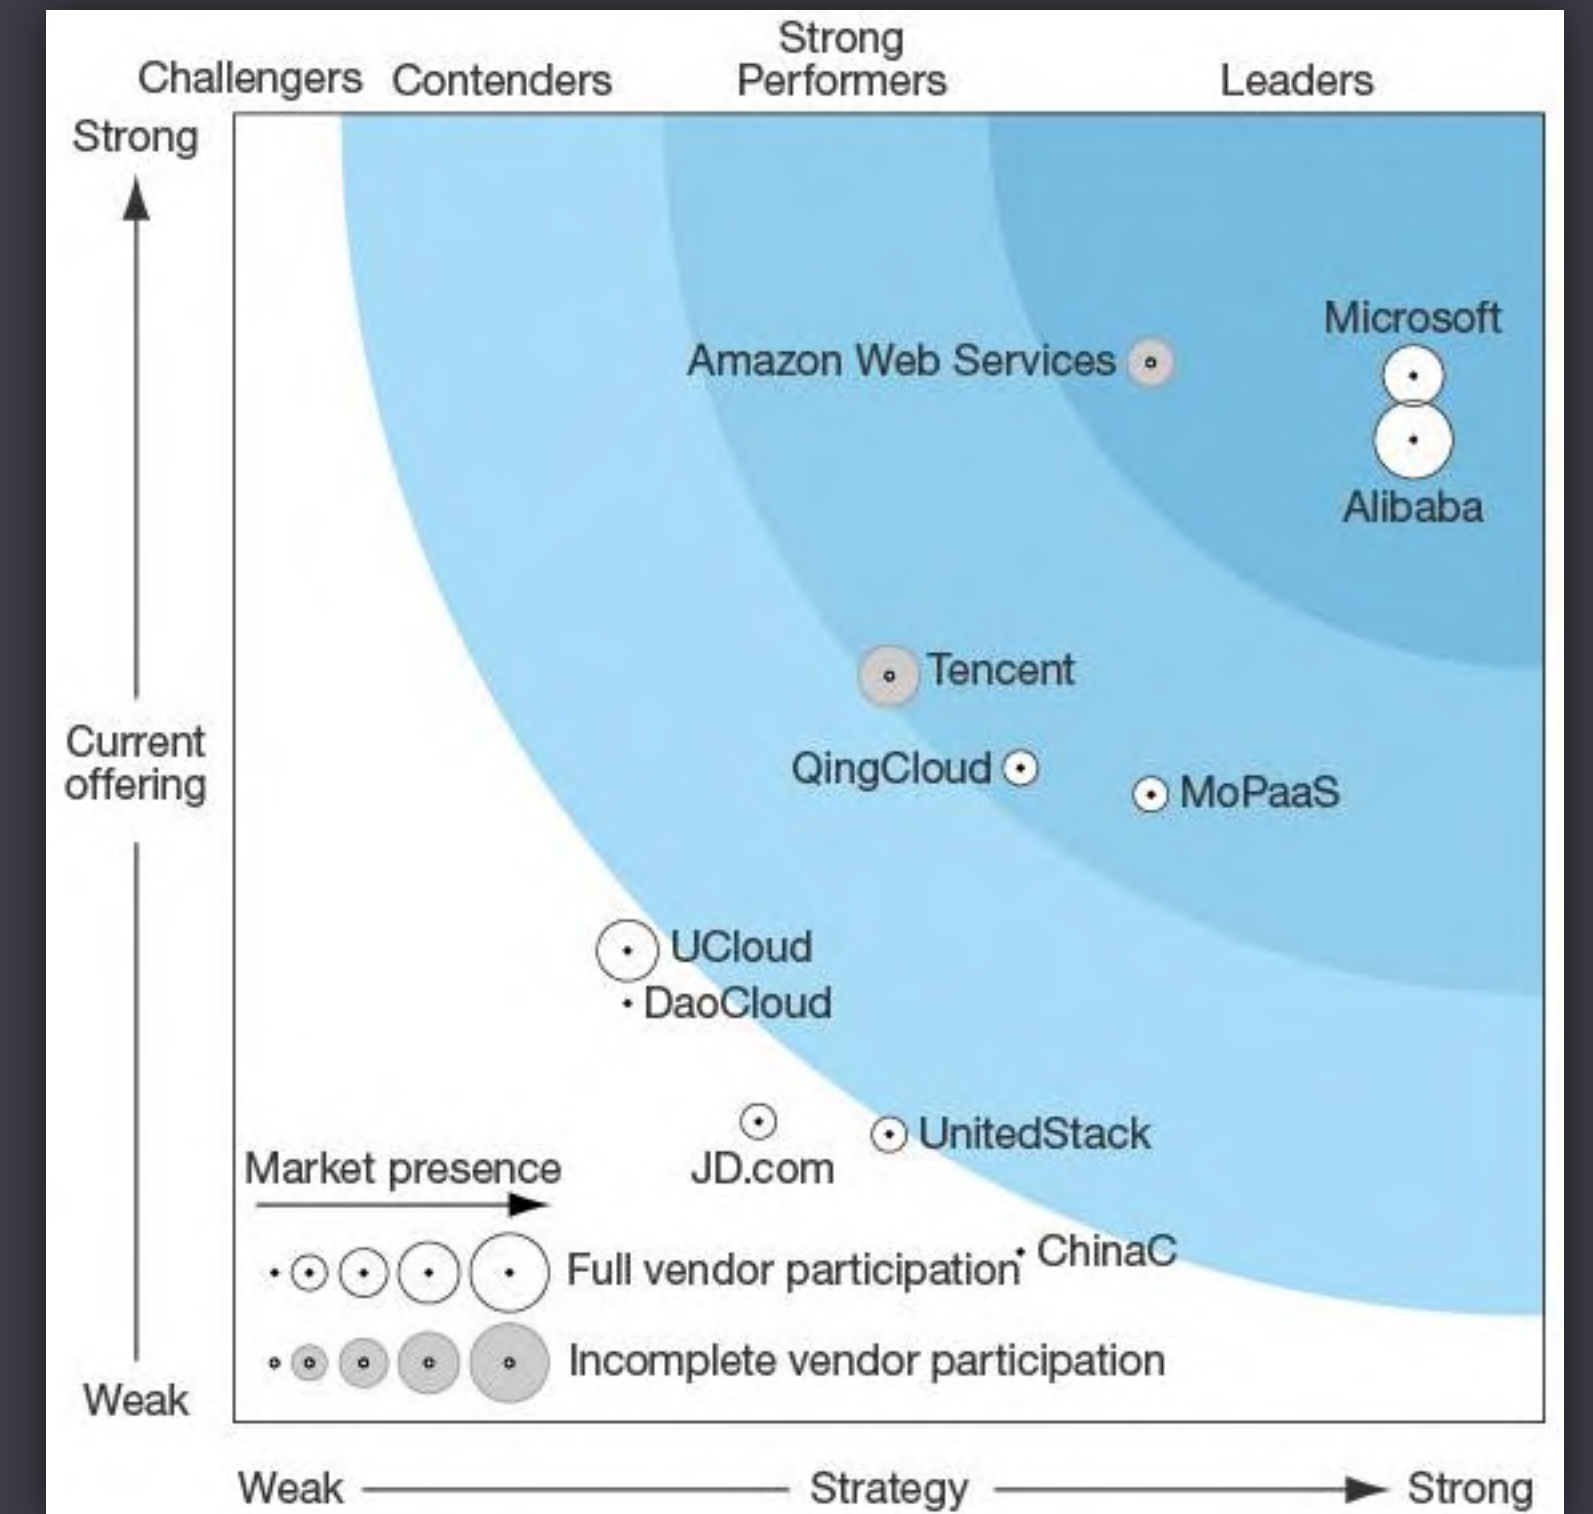 Strong
Challengers Contenders Performers Leaders
Strong
Microsoft
Amazon Web Services
Alibaba
Tencent
Current
offering
QingCloud
MoPaaS
UCloud
DaoCloud
UnitedStack
JD.com
Market presence
ChinaC
Full vendor participation
Incomplete vendor participation
Weak
Weak Strategy Strong